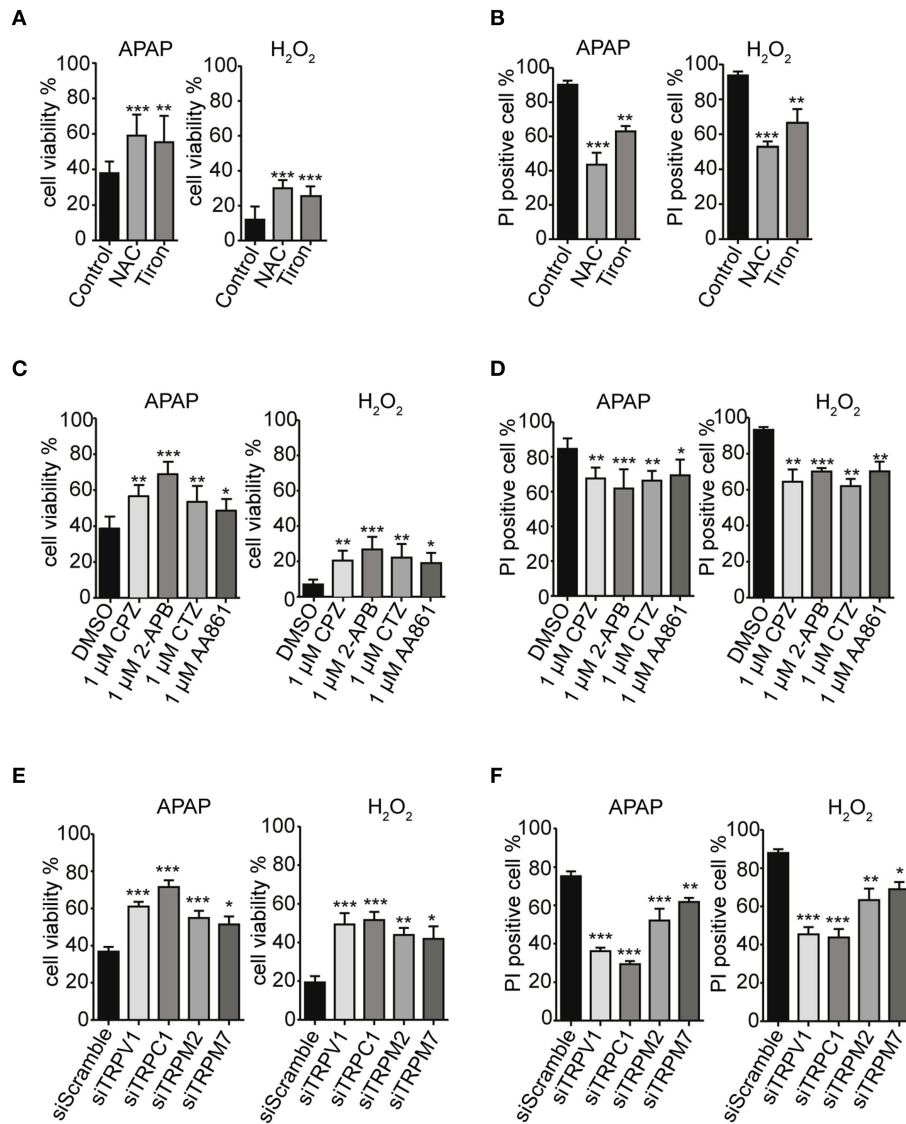 A
APAP
H₂O₂
cell viability %
100
80
60
40
20
0
*** **
Control
NAC
Tiron
cell viability %
100
80
60
40
20
0
*** ***
Control
NAC
Tiron
B
APAP
H₂O₂
PI positive cell %
100
80
60
40
20
0
*** **
Control
NAC
Tiron
PI positive cell %
100
80
60
40
20
0
*** **
Control
NAC
Tiron
C
APAP
H₂O₂
cell viability %
100
80
60
40
20
0
** *** ** *
DMSO
1 µM CPZ
1 µM 2-APB
1 µM CTZ
1 µM AA861
cell viability %
100
80
60
40
20
0
** *** ** *
DMSO
1 µM CPZ
1 µM 2-APB
1 µM CTZ
1 µM AA861
D
APAP
H₂O₂
PI positive cell %
100
80
60
40
20
0
** *** ** *
DMSO
1 µM CPZ
1 µM 2-APB
1 µM CTZ
1 µM AA861
PI positive cell %
100
80
60
40
20
0
** *** ** **
DMSO
1 µM CPZ
1 µM 2-APB
1 µM CTZ
1 µM AA861
E
APAP
H₂O₂
cell viability %
100
80
60
40
20
0
*** *** *** *
siScramble
siTRPV1
siTRPC1
siTRPM2
siTRPM7
cell viability %
100
80
60
40
20
0
*** *** ** *
siScramble
siTRPV1
siTRPC1
siTRPM2
siTRPM7
F
APAP
H₂O₂
PI positive cell %
100
80
60
40
20
0
*** *** *** **
siScramble
siTRPV1
siTRPC1
siTRPM2
siTRPM7
PI positive cell %
100
80
60
40
20
0
*** *** ** *
siScramble
siTRPV1
siTRPC1
siTRPM2
siTRPM7